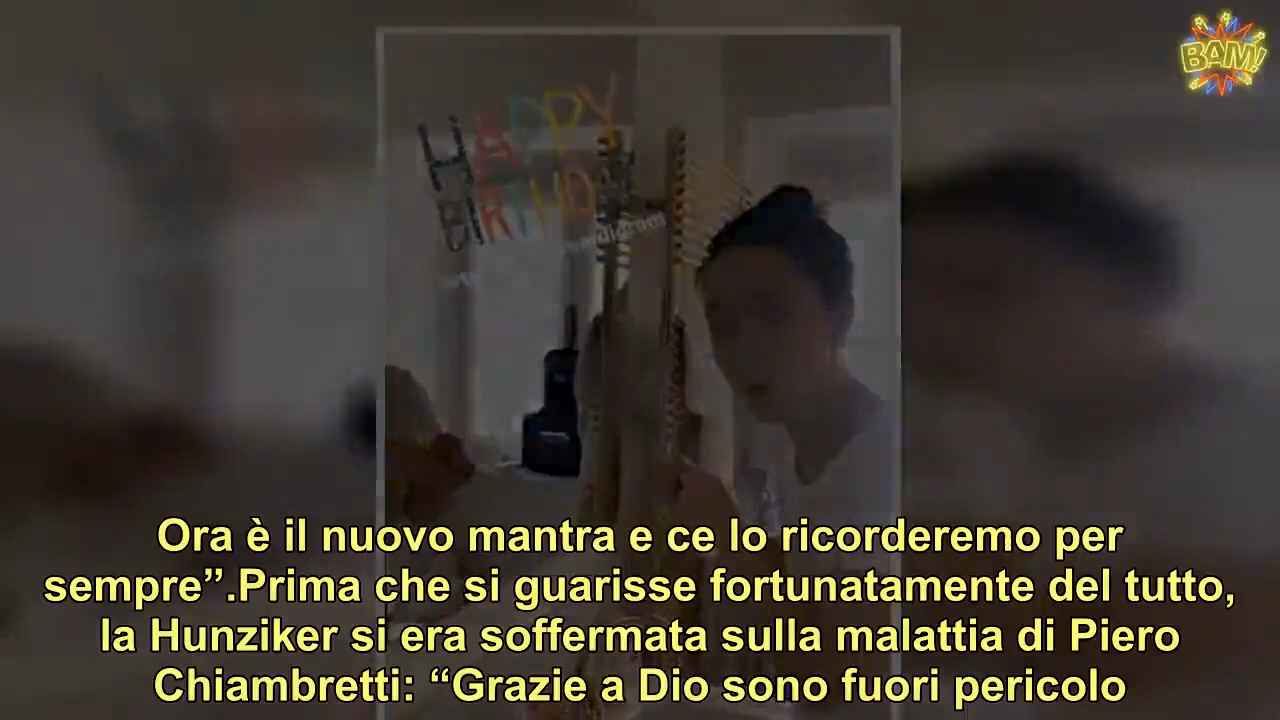 BAM!
HAPPY
BIRTHD
Ora è il nuovo mantra e ce lo ricorderemo per
sempre”.Prima che si guarisse fortunatamente del tutto,
la Hunziker si era soffermata sulla malattia di Piero
Chiambretti: “Grazie a Dio sono fuori pericolo